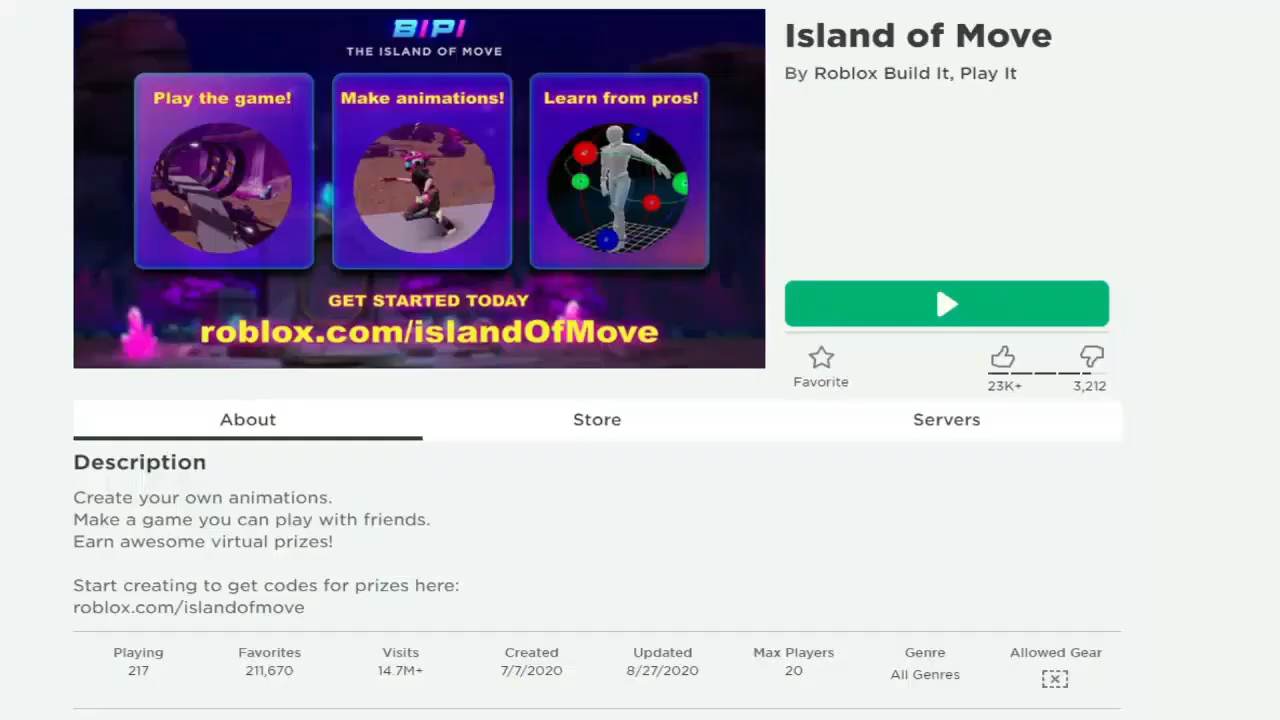 BIPI
THE ISLAND OF MOVE
Play the game!
Make animations!
Learn from pros!
GET STARTED TODAY
roblox.com/islandOfMove
Island of Move
By Roblox Build It, Play It
Favorite
23K+
3,212
About
Store
Servers
Description
Create your own animations.
Make a game you can play with friends.
Earn awesome virtual prizes!
Start creating to get codes for prizes here:
roblox.com/islandofmove
Playing
217
Favorites
211,670
Visits
14.7M+
Created
7/7/2020
Updated
8/27/2020
Max Players
20
Genre
All Genres
Allowed Gear